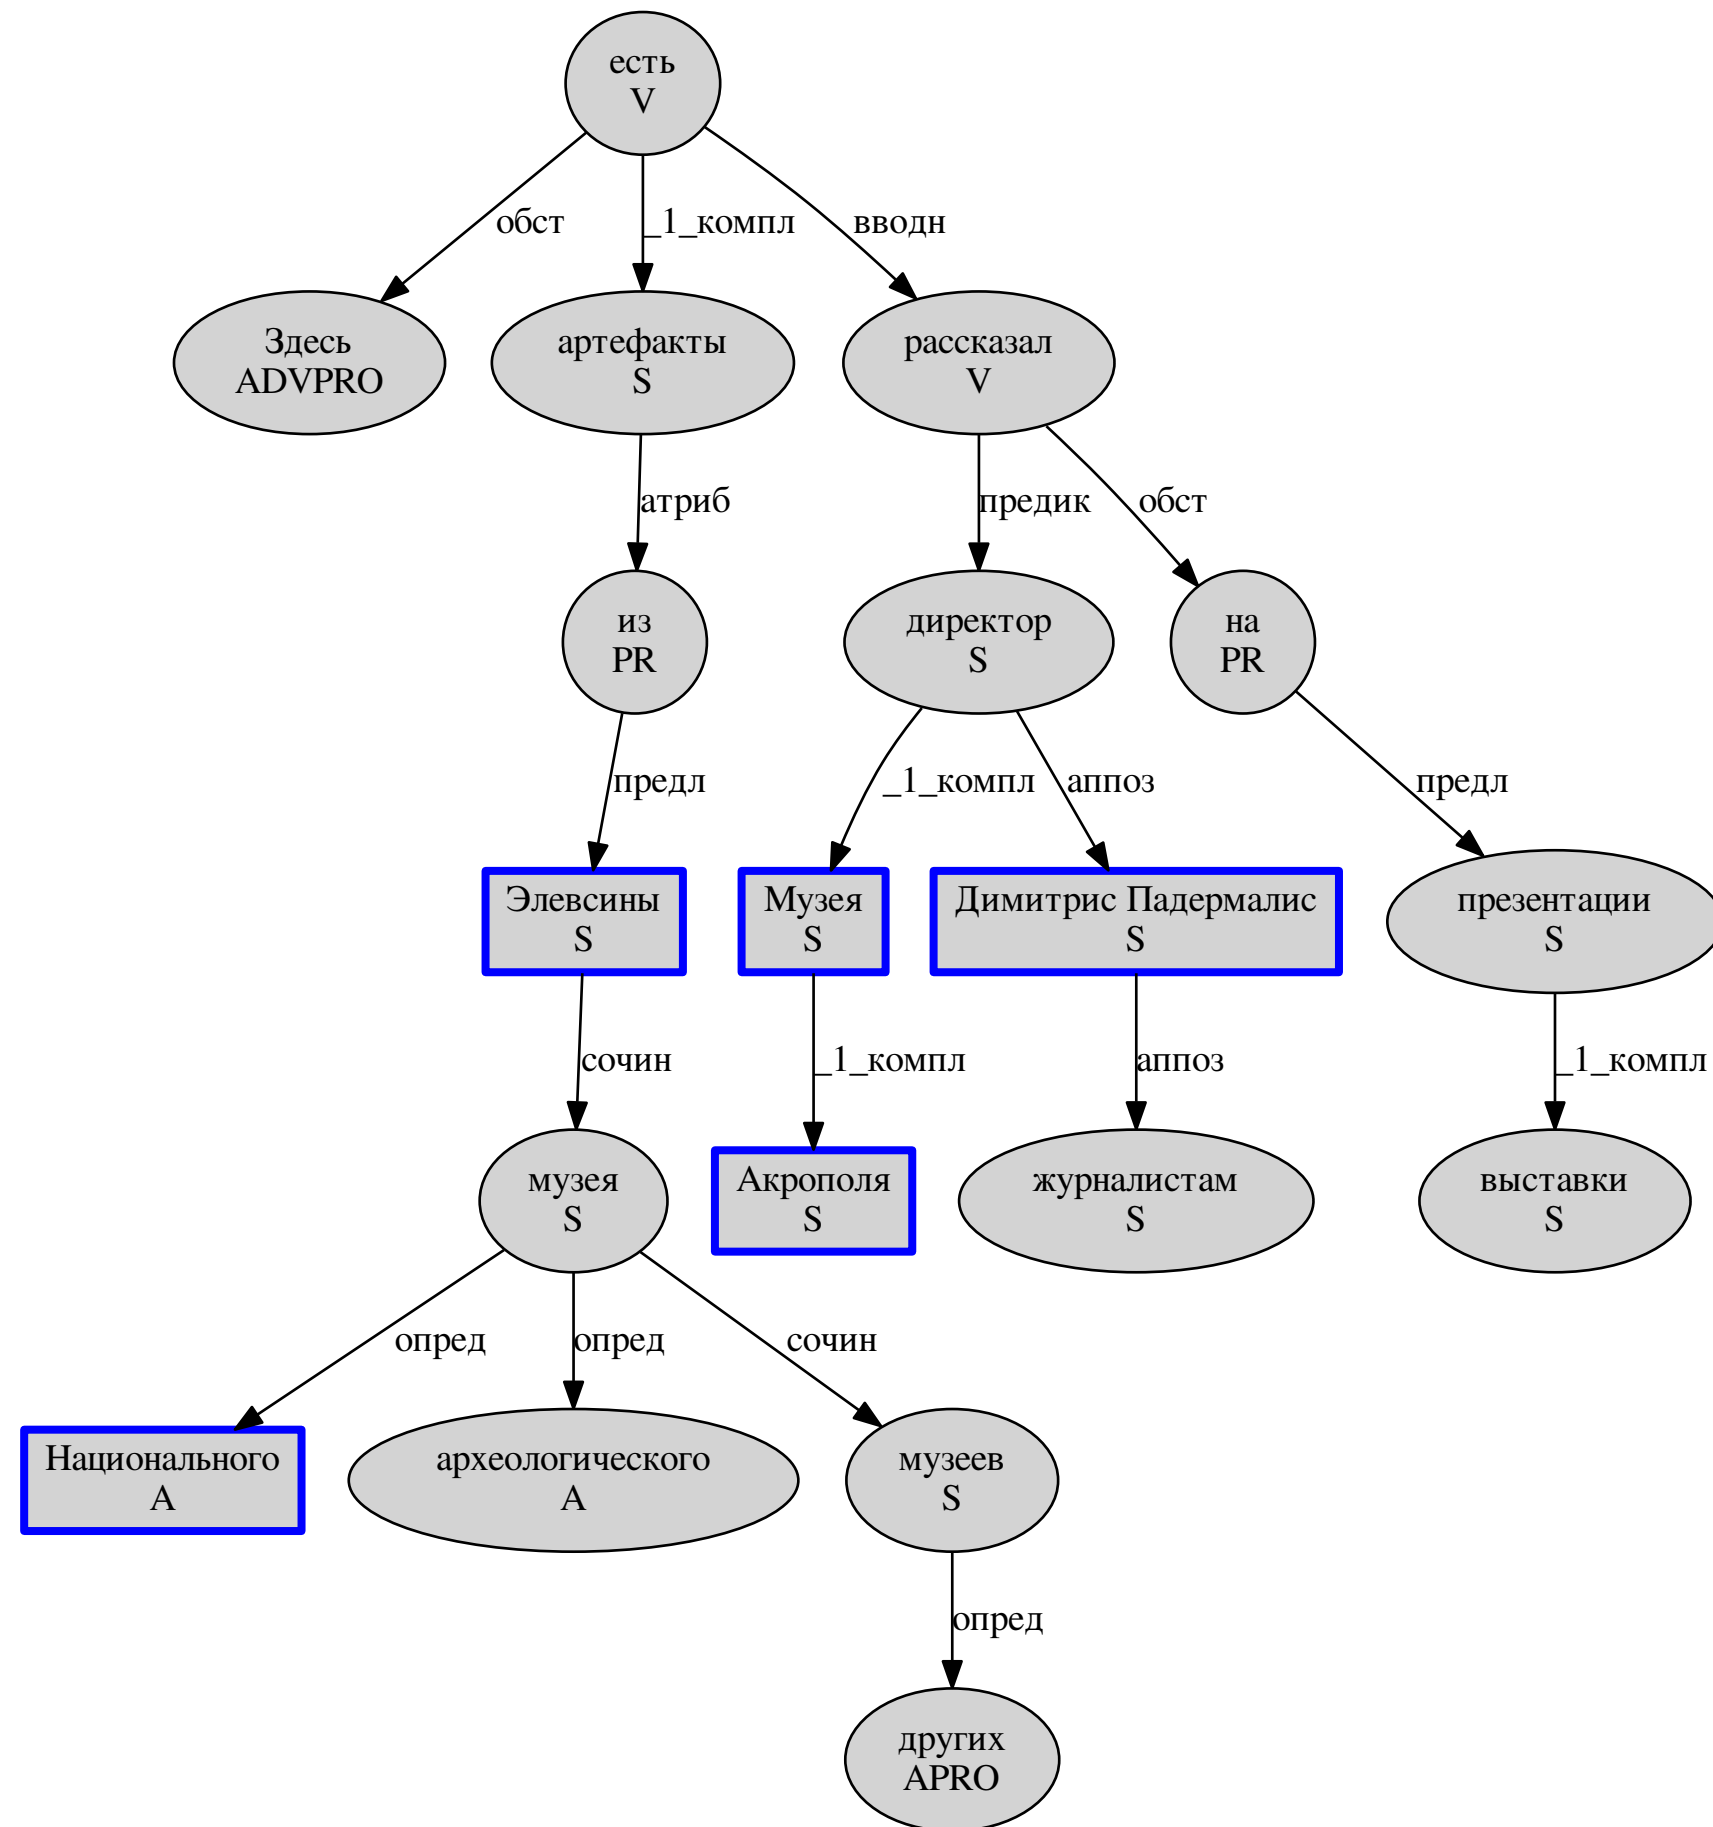 есть
V
обст
_1_компл
вводн
Здесь
ADVPRO
артефакты
S
рассказал
V
атриб
предик
обст
из
PR
директор
S
на
PR
предл
_1_компл
аппоз
предл
Элевсины
S
Музея
S
Димитрис Падермалис
S
презентации
S
сочин
_1_компл
аппоз
_1_компл
музея
S
Акрополя
S
журналистам
S
выставки
S
опред
опред
сочин
Национального
A
археологического
A
музеев
S
опред
других
APRO